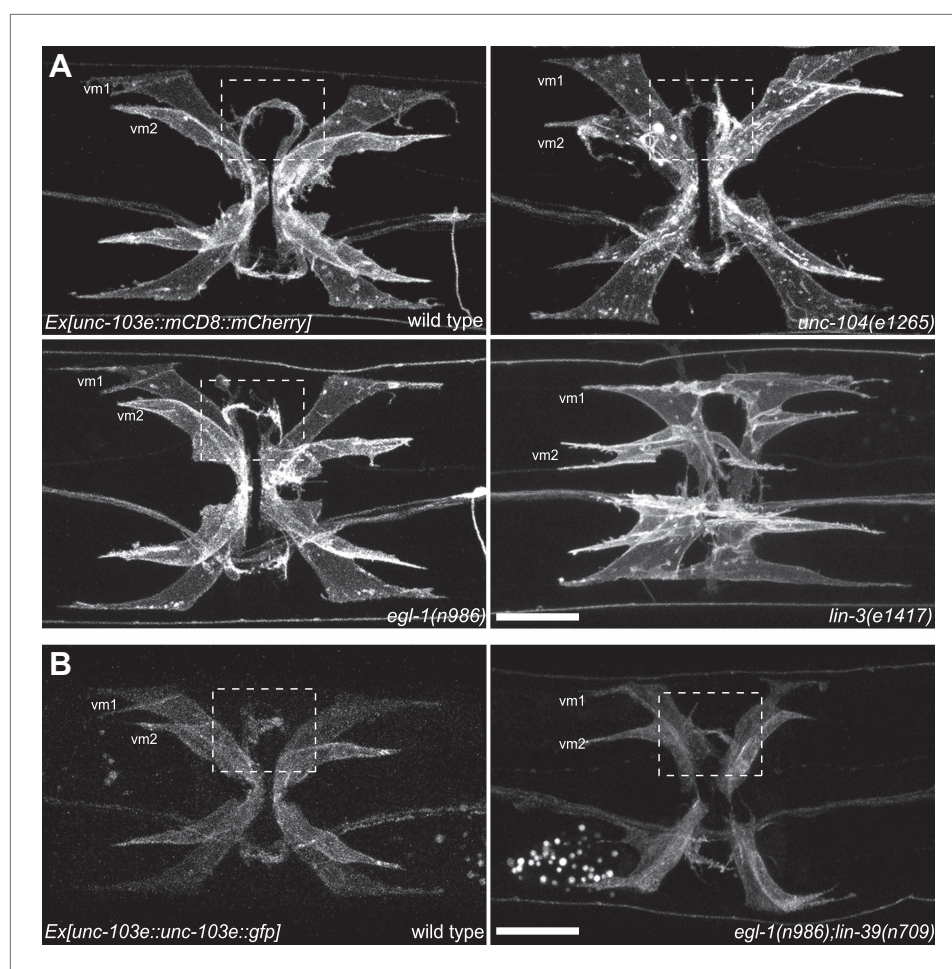 A
vm1
vm2
Ex[unc-103e::mCD8::mCherry] wild type
vm1
vm2
unc-104(e1265)
vm1
vm2
egl-1(n986)
vm1
vm2
lin-3(e1417)
B
vm1
vm2
Ex[unc-103e::unc-103e::gfp] wild type
vm1
vm2
egl-1(n986);lin-39(n709)